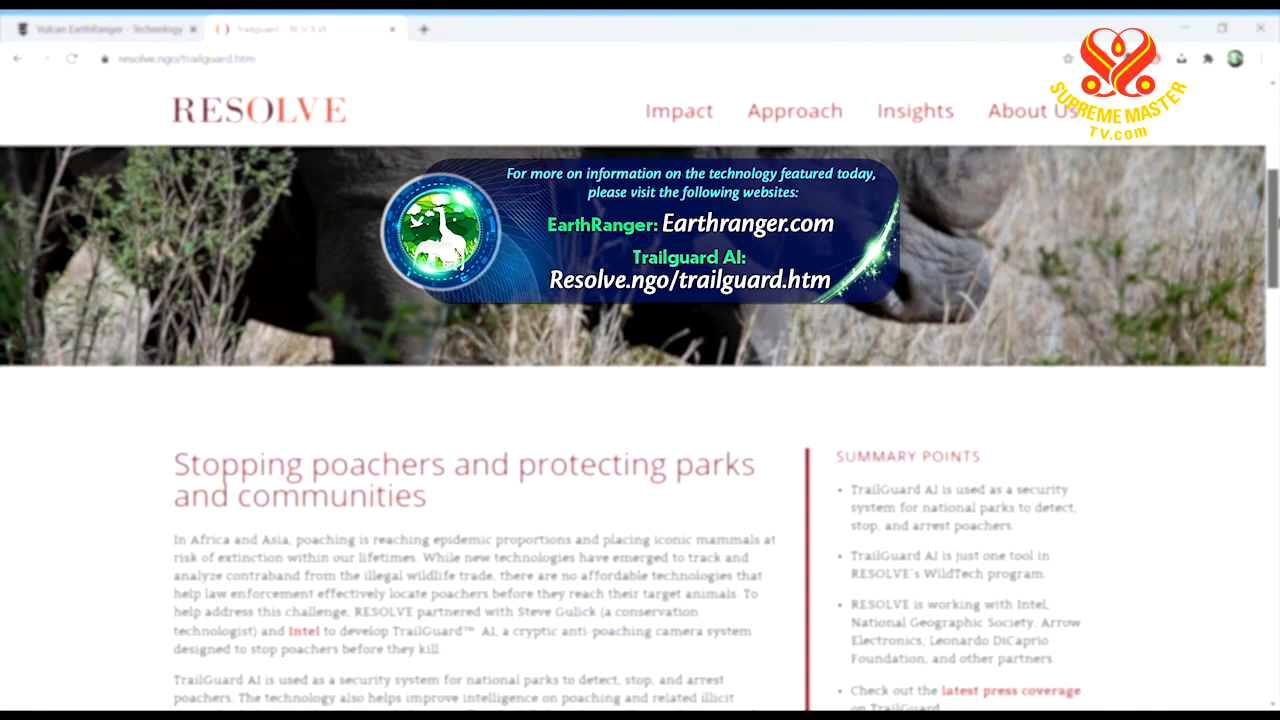 Vulcan EarthRanger - Technology
resolve.ngo/trailguard.htm
SUPREME MASTER
TV.com
RESOLVE
Impact
Approach
Insights
About Us
For more on information on the technology featured today,
please visit the following websites:
EarthRanger: Earthranger.com
Trailguard AI:
Resolve.ngo/trailguard.htm
Stopping poachers and protecting parks
and communities
In Africa and Asia, poaching is reaching epidemic proportions and placing iconic mammals at
risk of extinction within our lifetimes. While new technologies have emerged to track and
analyze contraband from the illegal wildlife trade, there are no affordable technologies that
help law enforcement effectively locate poachers before they reach their target animals. To
help address this challenge, RESOLVE partnered with Steve Gulick (a conservation
technologist) and Intel to develop TrailGuard™ AI, a cryptic anti-poaching camera system
designed to stop poachers before they kill.
TrailGuard AI is used as a security system for national parks to detect, stop, and arrest
poachers. The technology also helps improve intelligence on poaching and related illicit
SUMMARY POINTS
• TrailGuard AI is used as a security
system for national parks to detect,
stop, and arrest poachers.
• TrailGuard AI is just one tool in
RESOLVE's WildTech program.
• RESOLVE is working with Intel,
National Geographic Society, Arrow
Electronics, Leonardo DiCaprio
Foundation, and other partners.
• Check out the latest press coverage
on TrailGuard